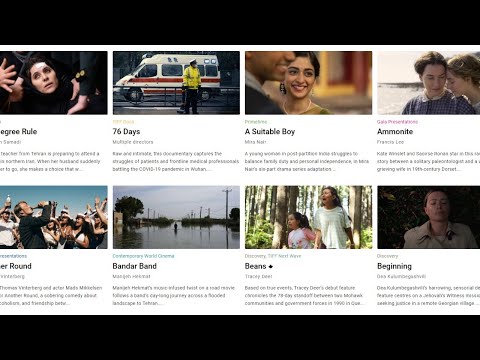 egree Rule
n Samadi
teacher from Tehran is preparing to attend a
n northern Iran. When her husband suddenly
r to go, she makes a choice that w...
TIFF Docs
76 Days
Multiple directors
Raw and intimate, this documentary captures the
struggles of patients and frontline medical professionals
battling the COVID-19 pandemic in Wuhan....
Primetime
A Suitable Boy
Mira Nair
A young woman in post-partition India struggles to
balance family duty and personal independence, in Mira
Nair's six-part drama series adaptation...
Gala Presentations
Ammonite
Francis Lee
Kate Winslet and Saoirse Ronan star in this ro
story between a solitary paleontologist and a w
grieving wife in 19th-century Dorset...
esentations
er Round
Vinterberg
Thomas Vinterberg and actor Mads Mikkelsen
or Another Round, a sobering comedy about
coholism, and friendship betw...
Contemporary World Cinema
Bandar Band
Manijeh Hekmat
Manijeh Hekmat's music infused twist on a road movie
follows a band's day-long journey across a flooded
landscape to Tehran...
Discovery, TIFF Next Wave
Beans
Tracey Deer
Based on true events, Tracey Deer's debut feature
chronicles the 78-day standoff between two Mohawk
communities and government forces in 1990 in Que...
Discovery
Beginning
Dea Kulumbegashvili
Dea Kulumbegashvili's harrowing, sensorial de
feature centres on a Jehovah's Witness mission
seeking justice in a remote Georgian village ...